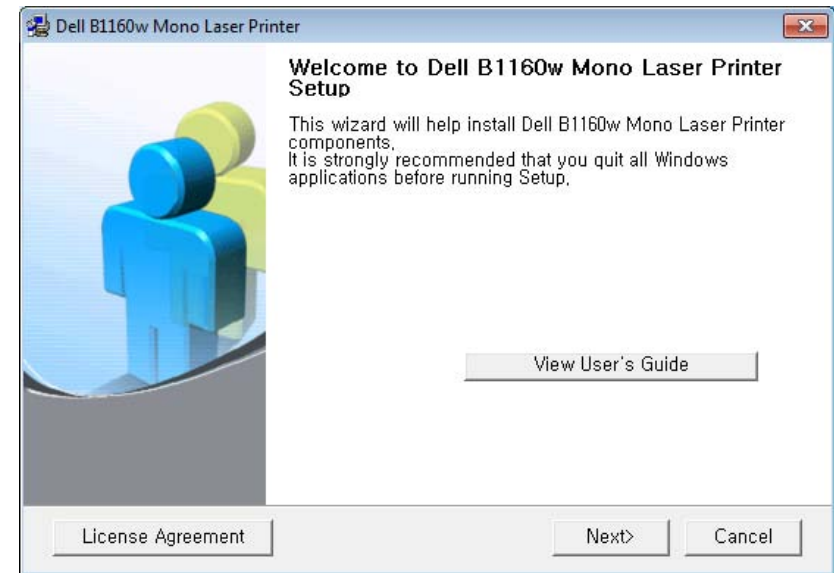 Dell B1160w Mono Laser Printer
Welcome to Dell B1160w Mono Laser Printer
Setup
This wizard will help install Dell B1160w Mono Laser Printer
components.
It is strongly recommended that you quit all Windows
applications before running Setup.
View User's Guide
License Agreement
Next>
Cancel